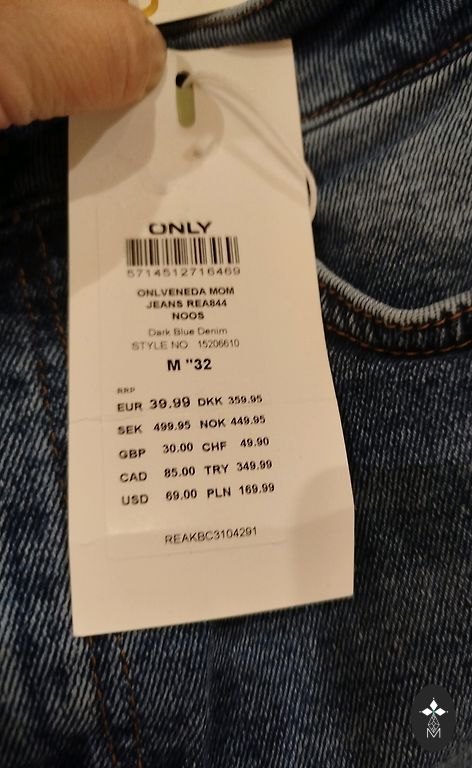 ONLY
5714512716469
ONLVENEDA MOM
JEANS REA844
NOOS
Dark Blue Denim
STYLE NO. 15206610
M "32
RRP
EUR 39.99 DKK 359.95
SEK 499.95 NOK 449.95
GBP 30.00 CHF 49.90
CAD 85.00 TRY 349.99
USD 69.00 PLN 169.99
REAKBC3104291
M